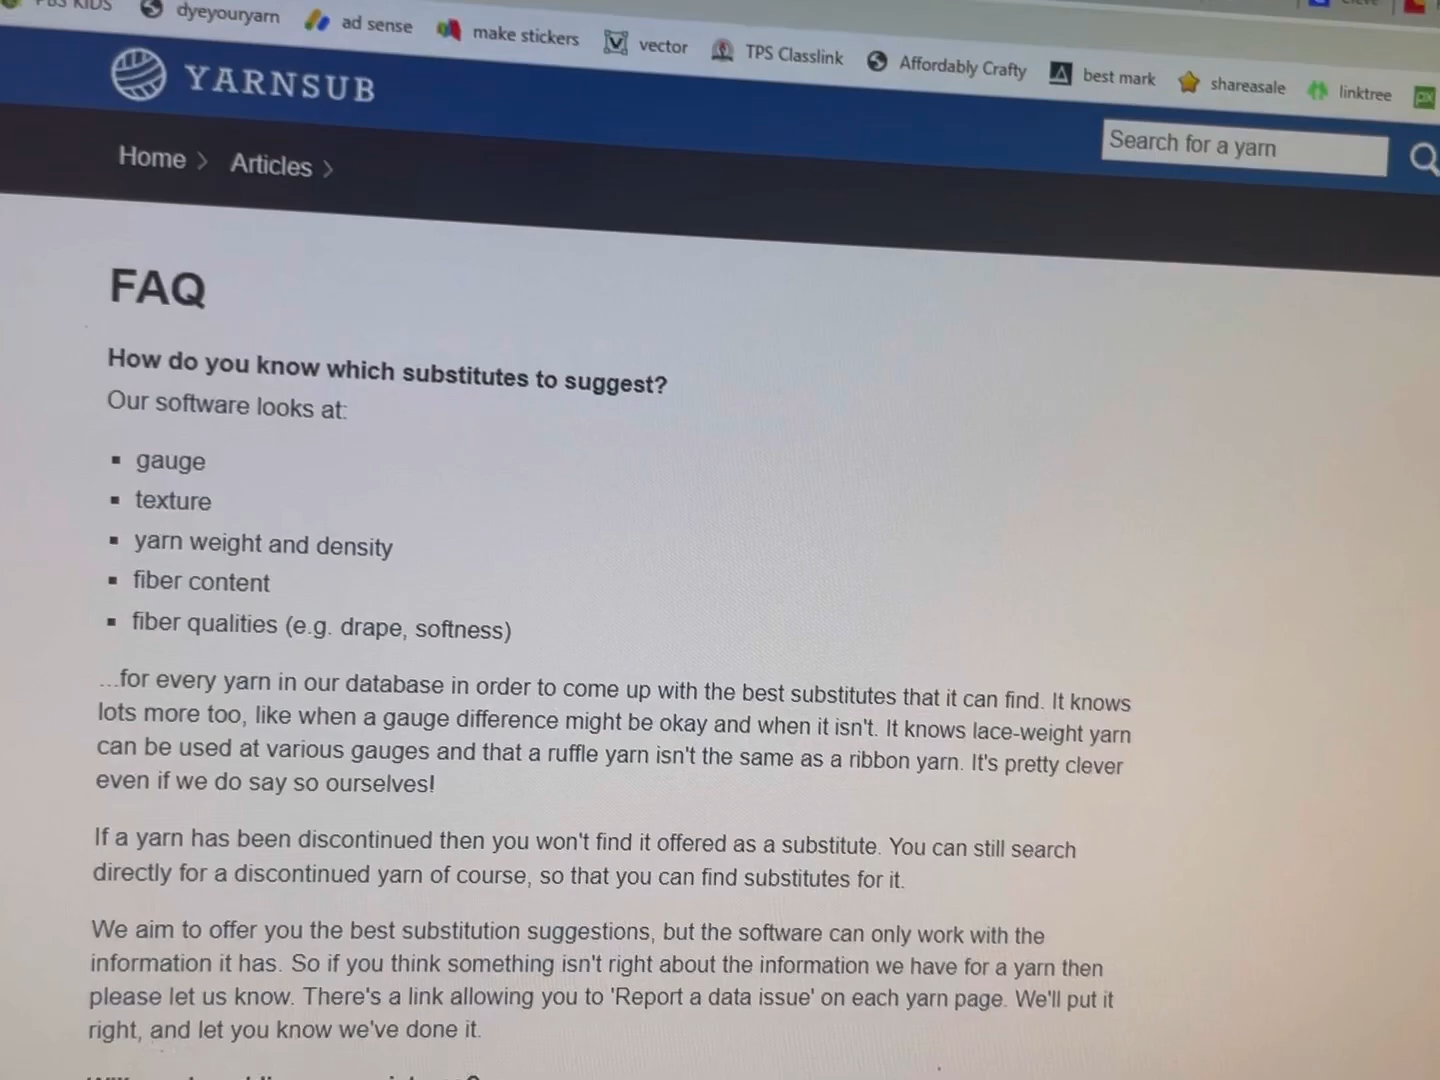 PBS KIDS
dyeyouryarn
ad sense
make stickers
vector
TPS Classlink
Affordably Crafty
best mark
shareasale
linktree
YARNSUB
Search for a yarn
Home > Articles >
FAQ
How do you know which substitutes to suggest?
Our software looks at:
▪ gauge
▪ texture
▪ yarn weight and density
▪ fiber content
▪ fiber qualities (e.g. drape, softness)
...for every yarn in our database in order to come up with the best substitutes that it can find. It knows
lots more too, like when a gauge difference might be okay and when it isn't. It knows lace-weight yarn
can be used at various gauges and that a ruffle yarn isn't the same as a ribbon yarn. It's pretty clever
even if we do say so ourselves!
If a yarn has been discontinued then you won't find it offered as a substitute. You can still search
directly for a discontinued yarn of course, so that you can find substitutes for it.
We aim to offer you the best substitution suggestions, but the software can only work with the
information it has. So if you think something isn't right about the information we have for a yarn then
please let us know. There's a link allowing you to 'Report a data issue' on each yarn page. We'll put it
right, and let you know we've done it.